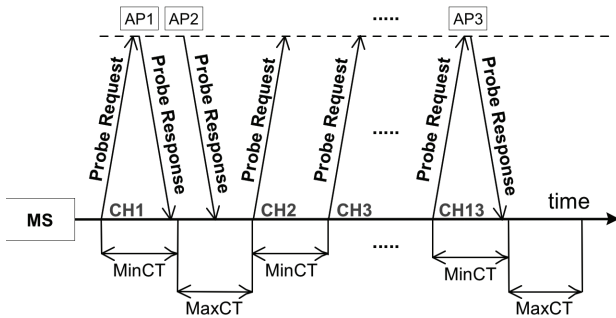 AP1 AP2 ..... AP3
Probe Request
Probe Response
Probe Response
Probe Request
Probe Request
.....
Probe Request
Probe Response
MS CH1 CH2 CH3 CH13 time
MinCT MinCT ..... MinCT
MaxCT MaxCT